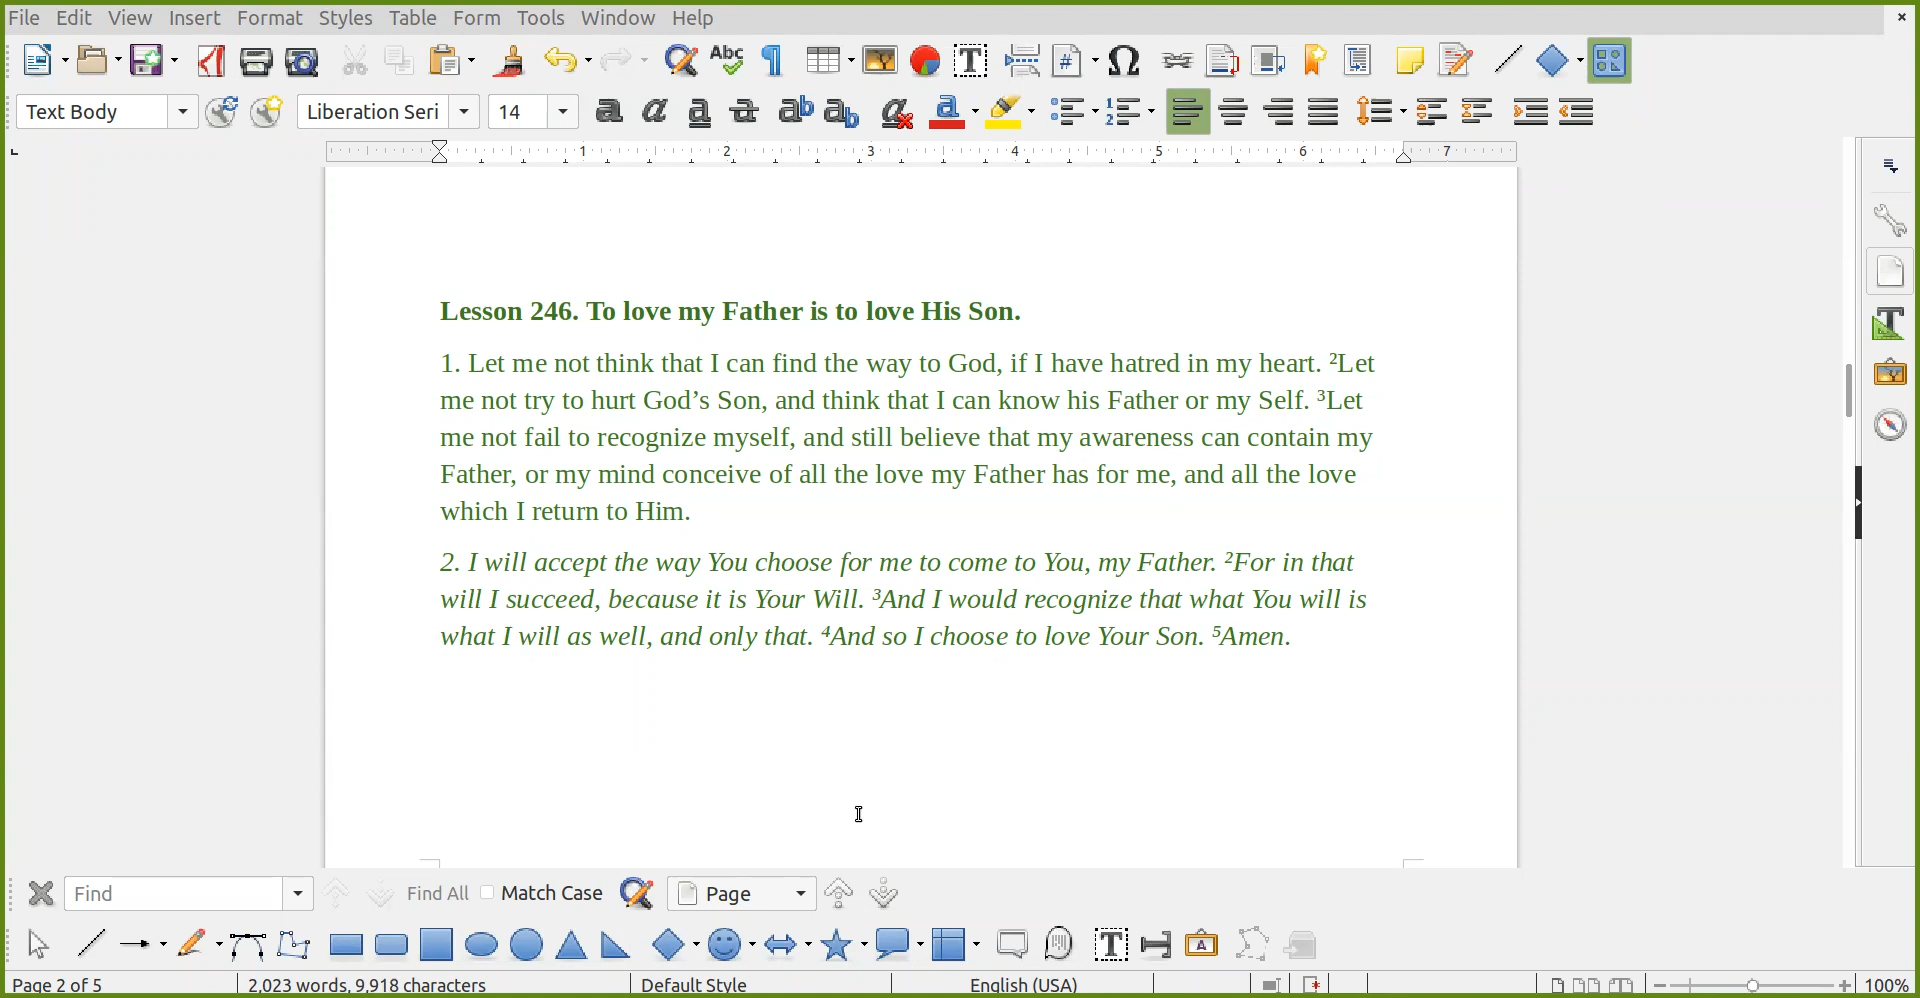 File Edit View Insert Format Styles Table Form Tools Window Help
Text Body Liberation Seri 14
1 2 3 4 5 6 7
Lesson 246. To love my Father is to love His Son.
1. Let me not think that I can find the way to God, if I have hatred in my heart. ²Let
me not try to hurt God’s Son, and think that I can know his Father or my Self. ³Let
me not fail to recognize myself, and still believe that my awareness can contain my
Father, or my mind conceive of all the love my Father has for me, and all the love
which I return to Him.
2. I will accept the way You choose for me to come to You, my Father. ²For in that
will I succeed, because it is Your Will. ³And I would recognize that what You will is
what I will as well, and only that. ⁴And so I choose to love Your Son. ⁵Amen.
Find Find All Match Case Page
Page 2 of 5 2,023 words, 9,918 characters Default Style English (USA) 100%